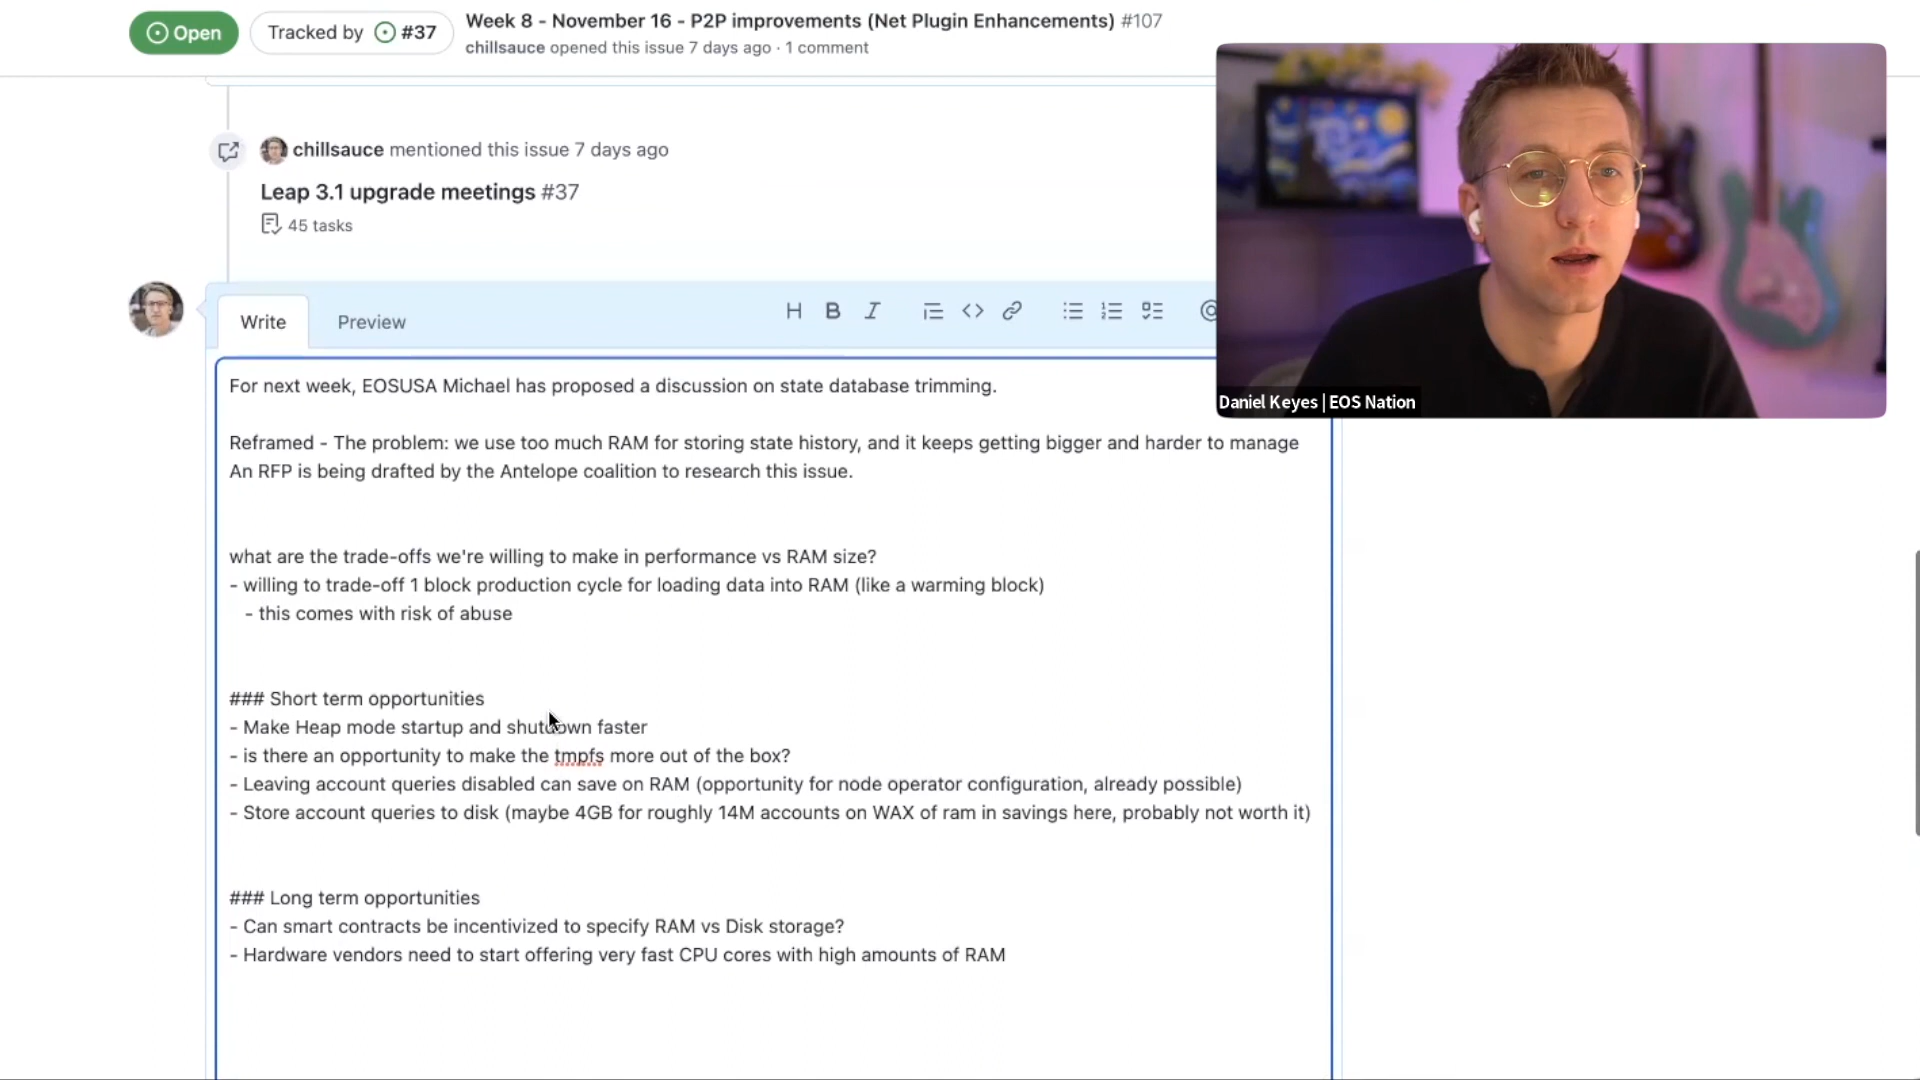 Open
Tracked by #37
Week 8 - November 16 - P2P improvements (Net Plugin Enhancements) #107
chillsauce opened this issue 7 days ago · 1 comment
chillsauce mentioned this issue 7 days ago
Leap 3.1 upgrade meetings #37
45 tasks
Write
Preview
Daniel Keyes | EOS Nation
For next week, EOSUSA Michael has proposed a discussion on state database trimming.
Reframed - The problem: we use too much RAM for storing state history, and it keeps getting bigger and harder to manage
An RFP is being drafted by the Antelope coalition to research this issue.
what are the trade-offs we're willing to make in performance vs RAM size?
- willing to trade-off 1 block production cycle for loading data into RAM (like a warming block)
- this comes with risk of abuse
### Short term opportunities
- Make Heap mode startup and shutdown faster
- is there an opportunity to make the tmpfs more out of the box?
- Leaving account queries disabled can save on RAM (opportunity for node operator configuration, already possible)
- Store account queries to disk (maybe 4GB for roughly 14M accounts on WAX of ram in savings here, probably not worth it)
### Long term opportunities
- Can smart contracts be incentivized to specify RAM vs Disk storage?
- Hardware vendors need to start offering very fast CPU cores with high amounts of RAM